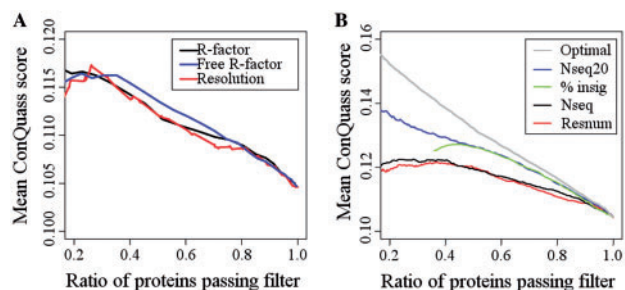 A
Mean ConQuass score
0.100 0.105 0.110 0.115 0.120
R-factor
Free R-factor
Resolution
0.2 0.4 0.6 0.8 1.0
Ratio of proteins passing filter
B
Mean ConQuass score
0.10 0.12 0.14 0.16
Optimal
Nseq20
% insig
Nseq
Resnum
0.2 0.4 0.6 0.8 1.0
Ratio of proteins passing filter